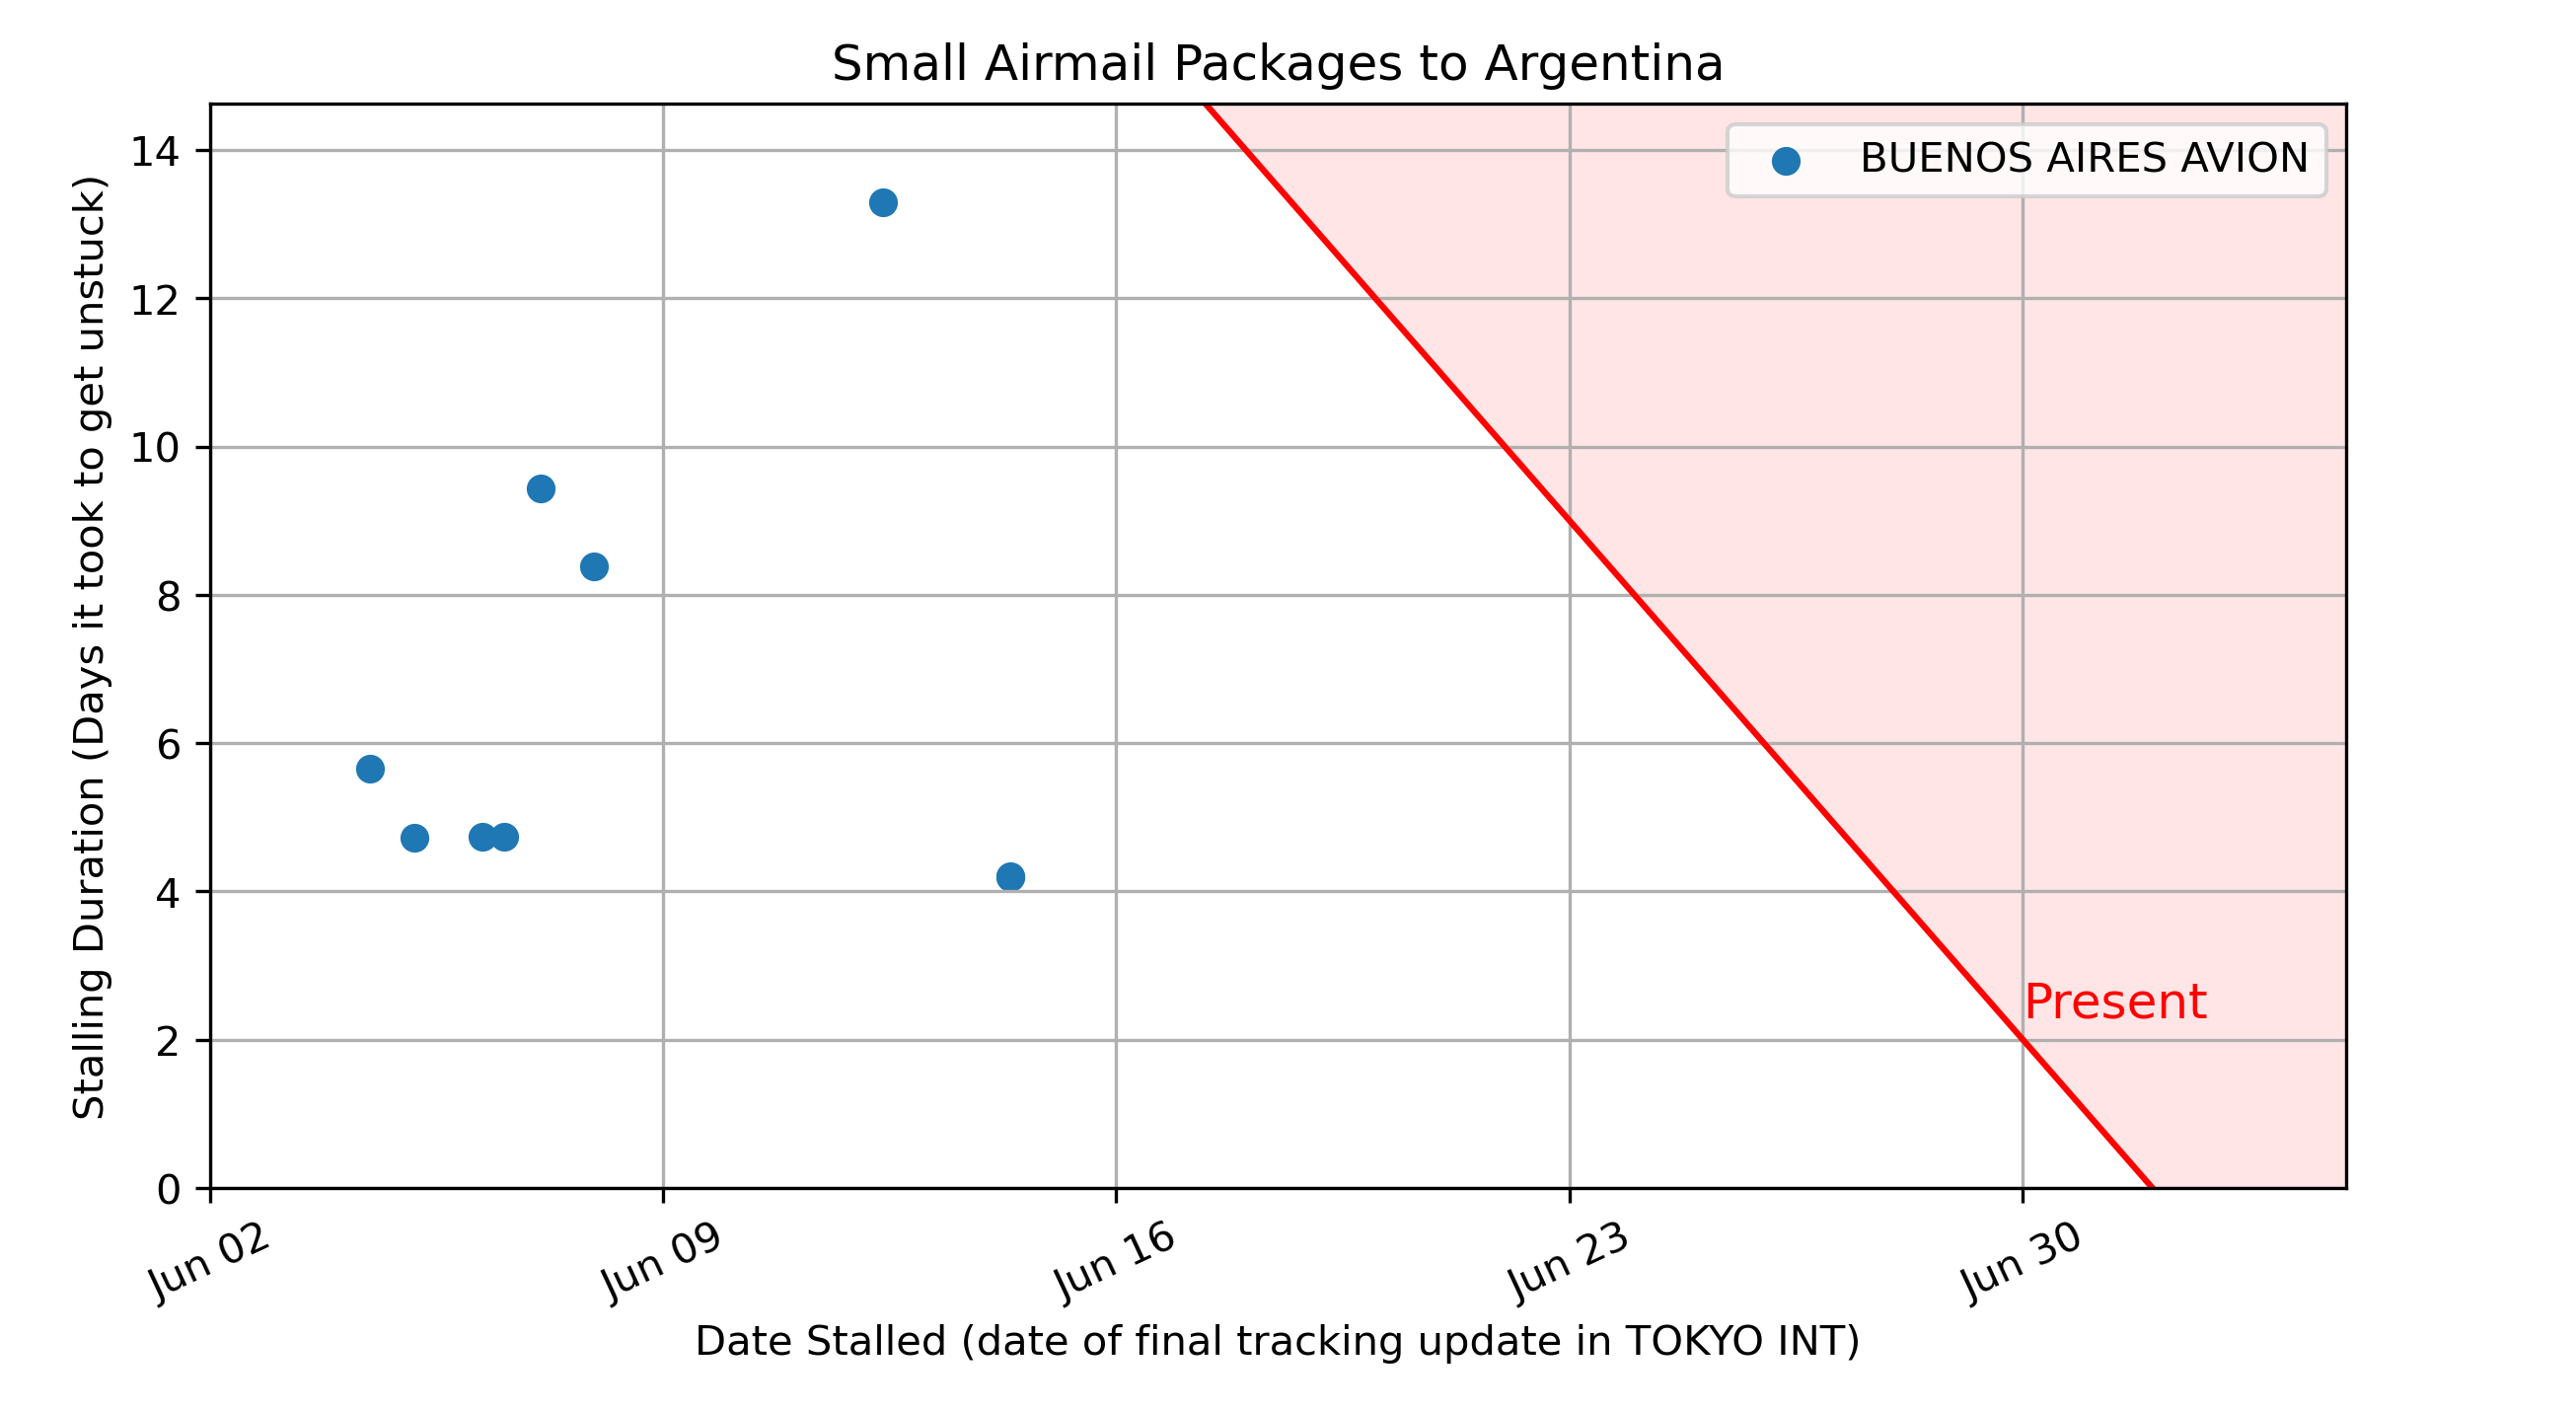 Small Airmail Packages to Argentina
BUENOS AIRES AVION
Stalling Duration (Days it took to get unstuck)
14
12
10
8
6
4
2
0
Present
Jun 02
Jun 09
Jun 16
Jun 23
Jun 30
Date Stalled (date of final tracking update in TOKYO INT)